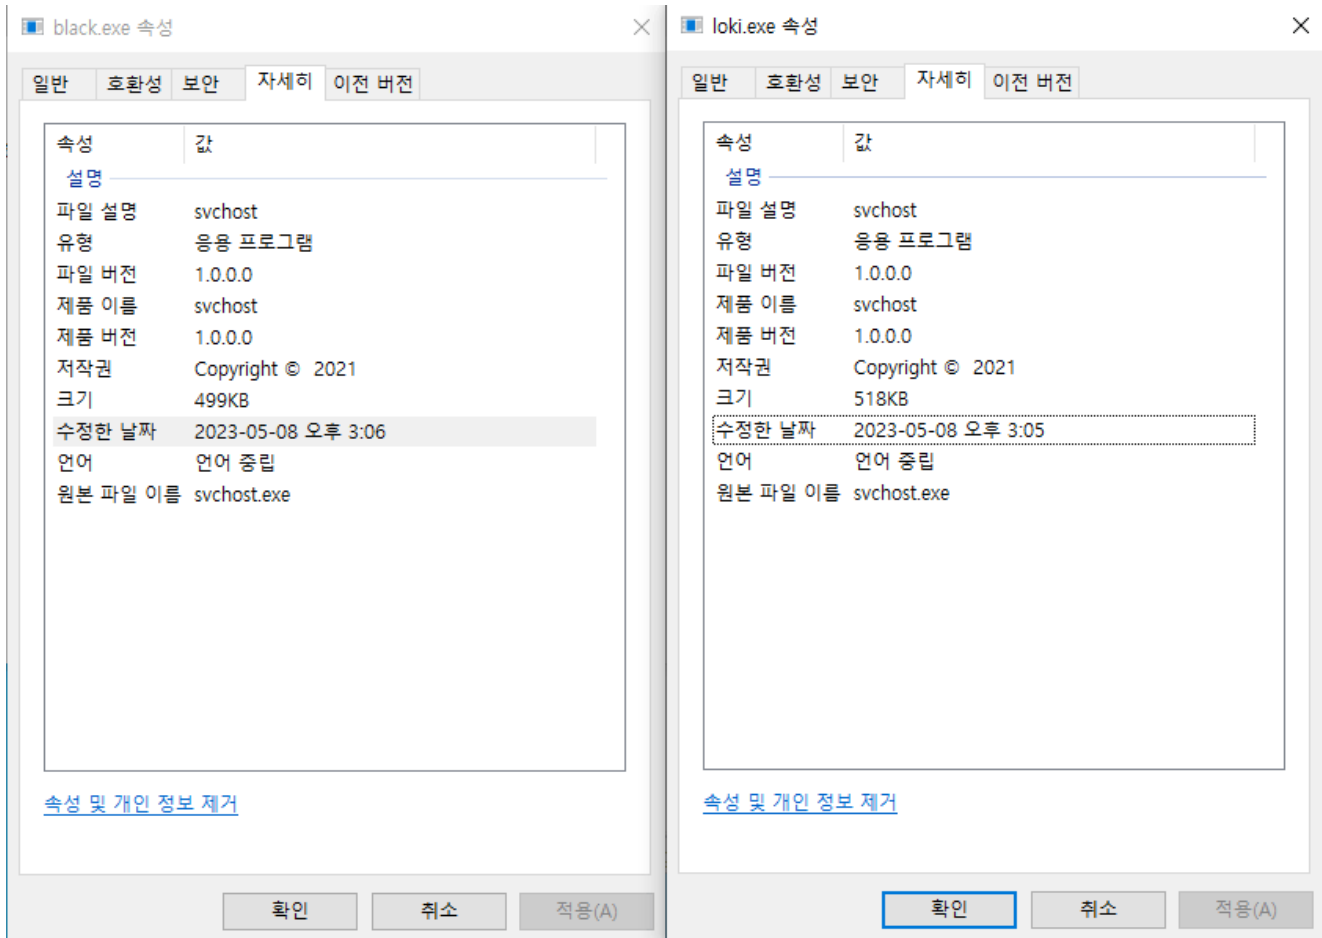 black.exe 속성
일반 호환성 보안 자세히 이전 버전
속성 값
설명
파일 설명 svchost
유형 응용 프로그램
파일 버전 1.0.0.0
제품 이름 svchost
제품 버전 1.0.0.0
저작권 Copyright © 2021
크기 499KB
수정한 날짜 2023-05-08 오후 3:06
언어 언어 중립
원본 파일 이름 svchost.exe
속성 및 개인 정보 제거
확인 취소 적용(A)
loki.exe 속성
일반 호환성 보안 자세히 이전 버전
속성 값
설명
파일 설명 svchost
유형 응용 프로그램
파일 버전 1.0.0.0
제품 이름 svchost
제품 버전 1.0.0.0
저작권 Copyright © 2021
크기 518KB
수정한 날짜 2023-05-08 오후 3:05
언어 언어 중립
원본 파일 이름 svchost.exe
속성 및 개인 정보 제거
확인 취소 적용(A)